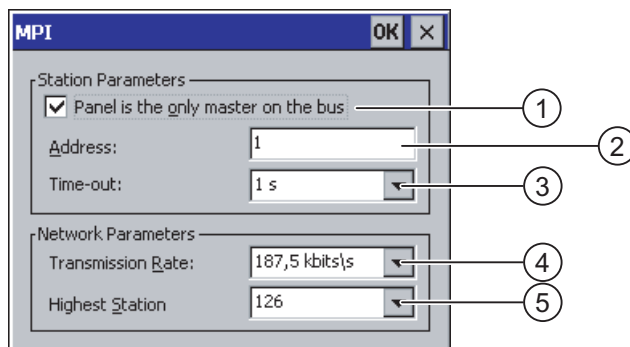 MPI OK ×
Station Parameters
Panel is the only master on the bus 1
Address: 1 2
Time-out: 1 s 3
Network Parameters
Transmission Rate: 187,5 kbits\s 4
Highest Station 126 5